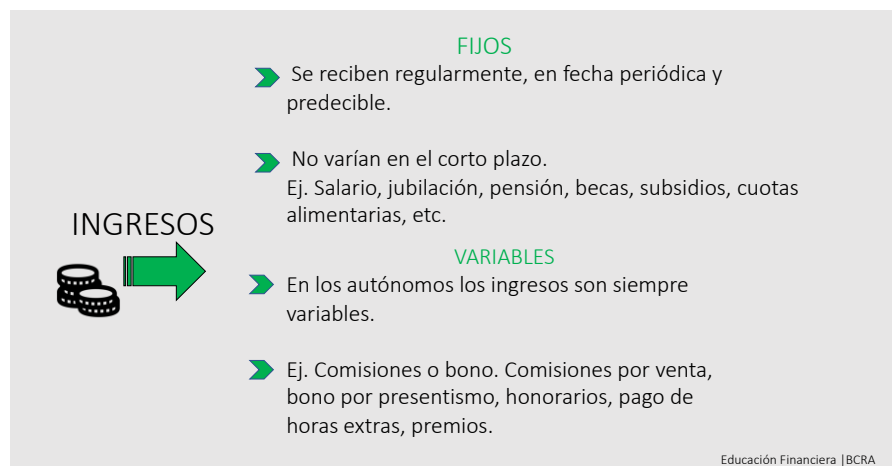 FIJOS
Se reciben regularmente, en fecha periódica y
predecible.
No varían en el corto plazo.
Ej. Salario, jubilación, pensión, becas, subsidios, cuotas
alimentarias, etc.
INGRESOS
VARIABLES
En los autónomos los ingresos son siempre
variables.
Ej. Comisiones o bono. Comisiones por venta,
bono por presentismo, honorarios, pago de
horas extras, premios.
Educación Financiera |BCRA